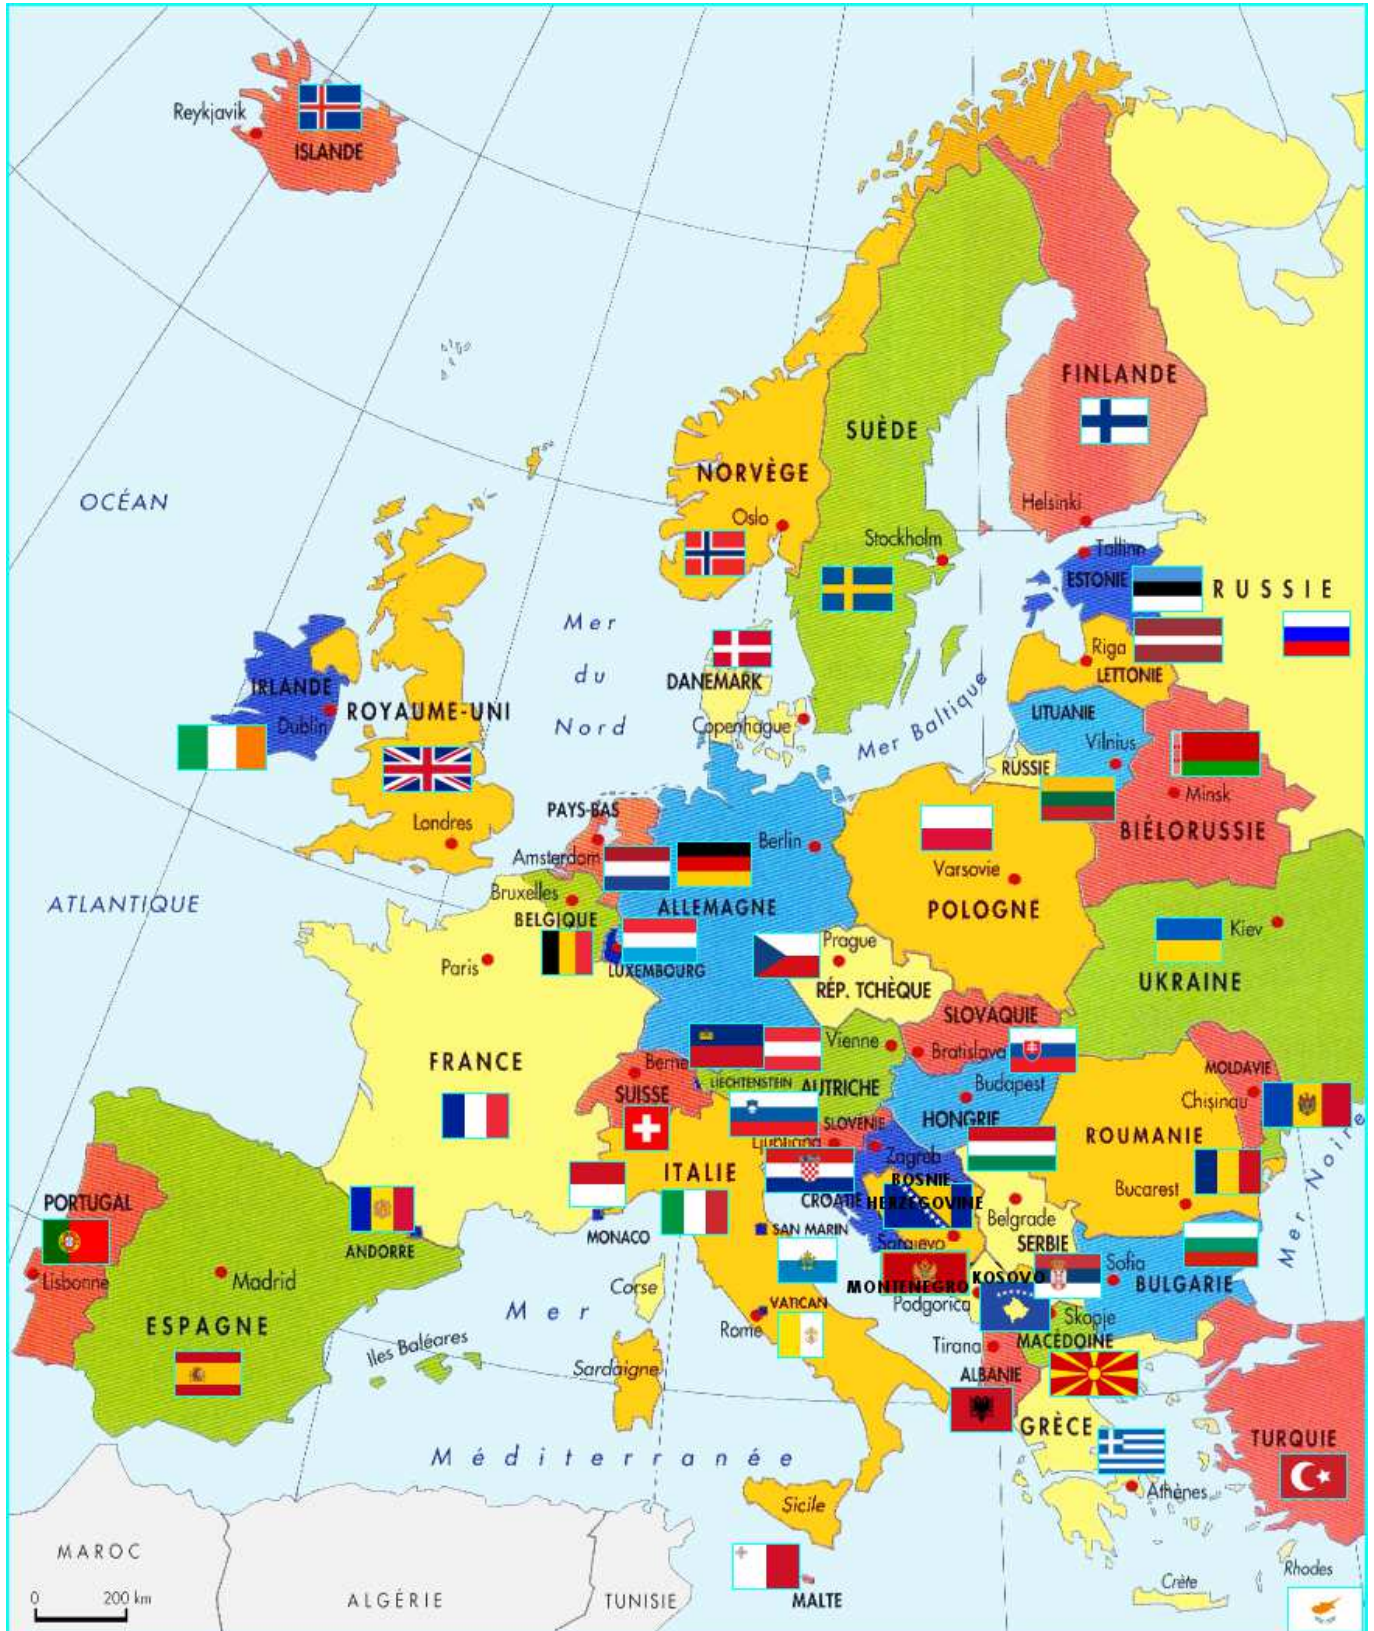 Reykjavik
ISLANDE
FINLANDE
SUÈDE
NORVÈGE
OCÉAN
Oslo
Helsinki
Stockholm
Tallinn
ESTONIE
RUSSIE
Mer
du
Nord
Riga
LETTONIE
DANEMARK
IRLANDE
Dublin
ROYAUME-UNI
Copenhague
Mer Baltique
LITUANIE
Vilnius
RUSSIE
Minsk
BIÉLORUSSIE
PAYS-BAS
Londres
Amsterdam
Berlin
Varsovie
Bruxelles
BELGIQUE
ALLEMAGNE
POLOGNE
ATLANTIQUE
Kiev
Paris
LUXEMBOURG
Prague
RÉP. TCHÈQUE
UKRAINE
SLOVAQUIE
Vienne
Bratislava
FRANCE
Berne
SUISSE
LIECHTENSTEIN
AUTRICHE
Budapest
HONGRIE
MOLDAVIE
Chişinau
SLOVENIE
Ljubljana
ROUMANIE
Mer Noire
ITALIE
Zagreb
CROATIE
BOSNIE-
HERZEGOVINE
Bucarest
PORTUGAL
Lisbonne
ANDORRE
MONACO
SAN MARIN
Belgrade
SERBIE
Sarajevo
Madrid
Corse
MONTENEGRO
KOSOVO
Sofia
BULGARIE
Podgorica
ESPAGNE
Mer
VATICAN
Rome
Skopje
Iles Baléares
Tirana
MACÉDOINE
Sardaigne
ALBANIE
GRÈCE
Méditerranée
TURQUIE
Athènes
Sicile
MAROC
ALGÉRIE
TUNISIE
MALTE
Crète
Rhodes
0 200 km